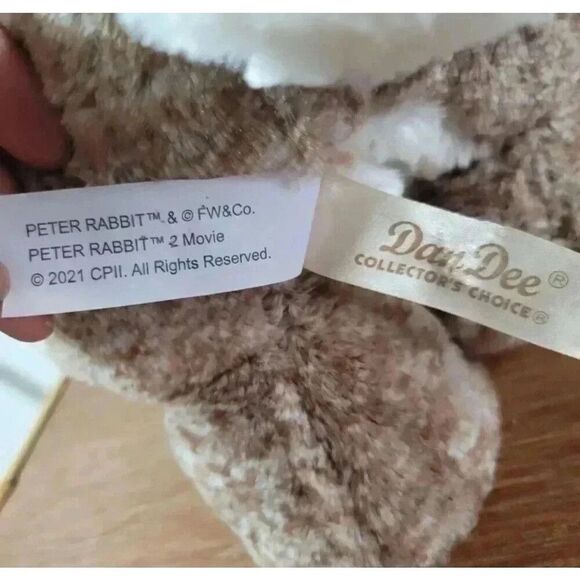 PETER RABBIT™ & © FW&Co.
PETER RABBIT™ 2 Movie
© 2021 CPII. All Rights Reserved.
Dan Dee®
COLLECTOR'S CHOICE®